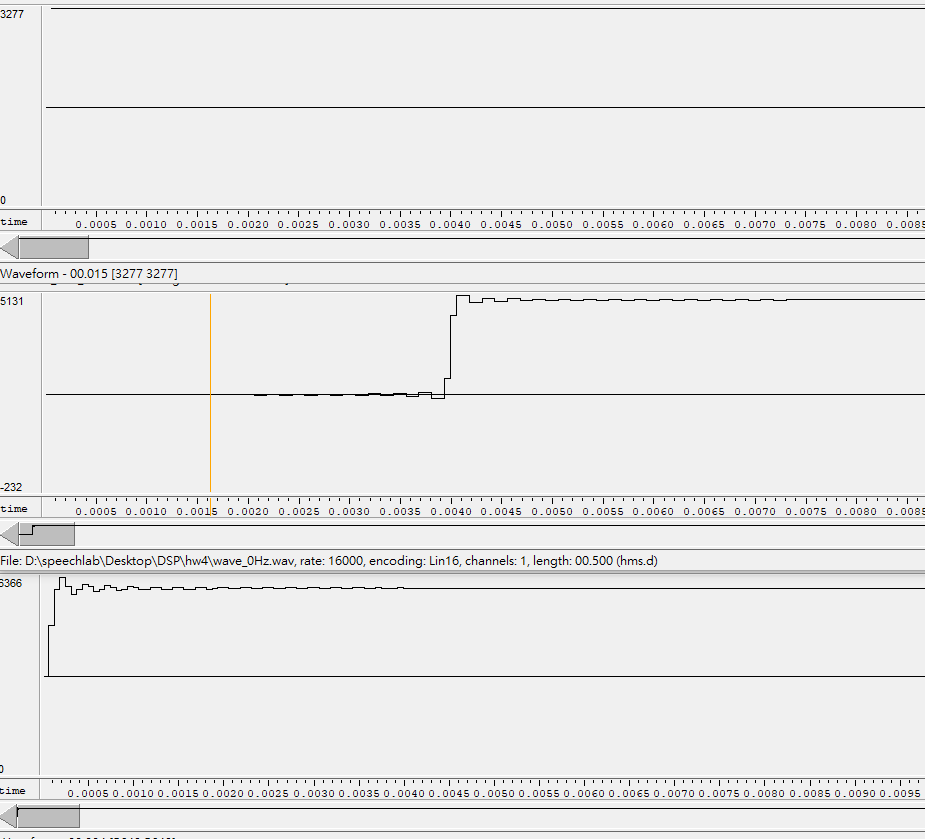 3277
0
time 0.0005 0.0010 0.0015 0.0020 0.0025 0.0030 0.0035 0.0040 0.0045 0.0050 0.0055 0.0060 0.0065 0.0070 0.0075 0.0080 0.0085
Waveform - 00.015 [3277 3277]
5131
-232
time 0.0005 0.0010 0.0015 0.0020 0.0025 0.0030 0.0035 0.0040 0.0045 0.0050 0.0055 0.0060 0.0065 0.0070 0.0075 0.0080 0.0085
File: D:\speechlab\Desktop\DSP\hw4\wave_0Hz.wav, rate: 16000, encoding: Lin16, channels: 1, length: 00.500 (hms.d)
6366
0
time 0.0005 0.0010 0.0015 0.0020 0.0025 0.0030 0.0035 0.0040 0.0045 0.0050 0.0055 0.0060 0.0065 0.0070 0.0075 0.0080 0.0085 0.0090 0.0095